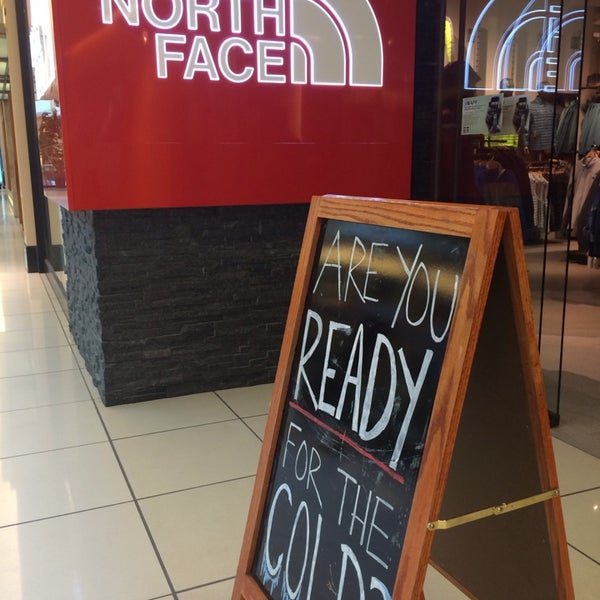 NORTH
FACE
ARE YOU
READY
FOR THE
COLD?